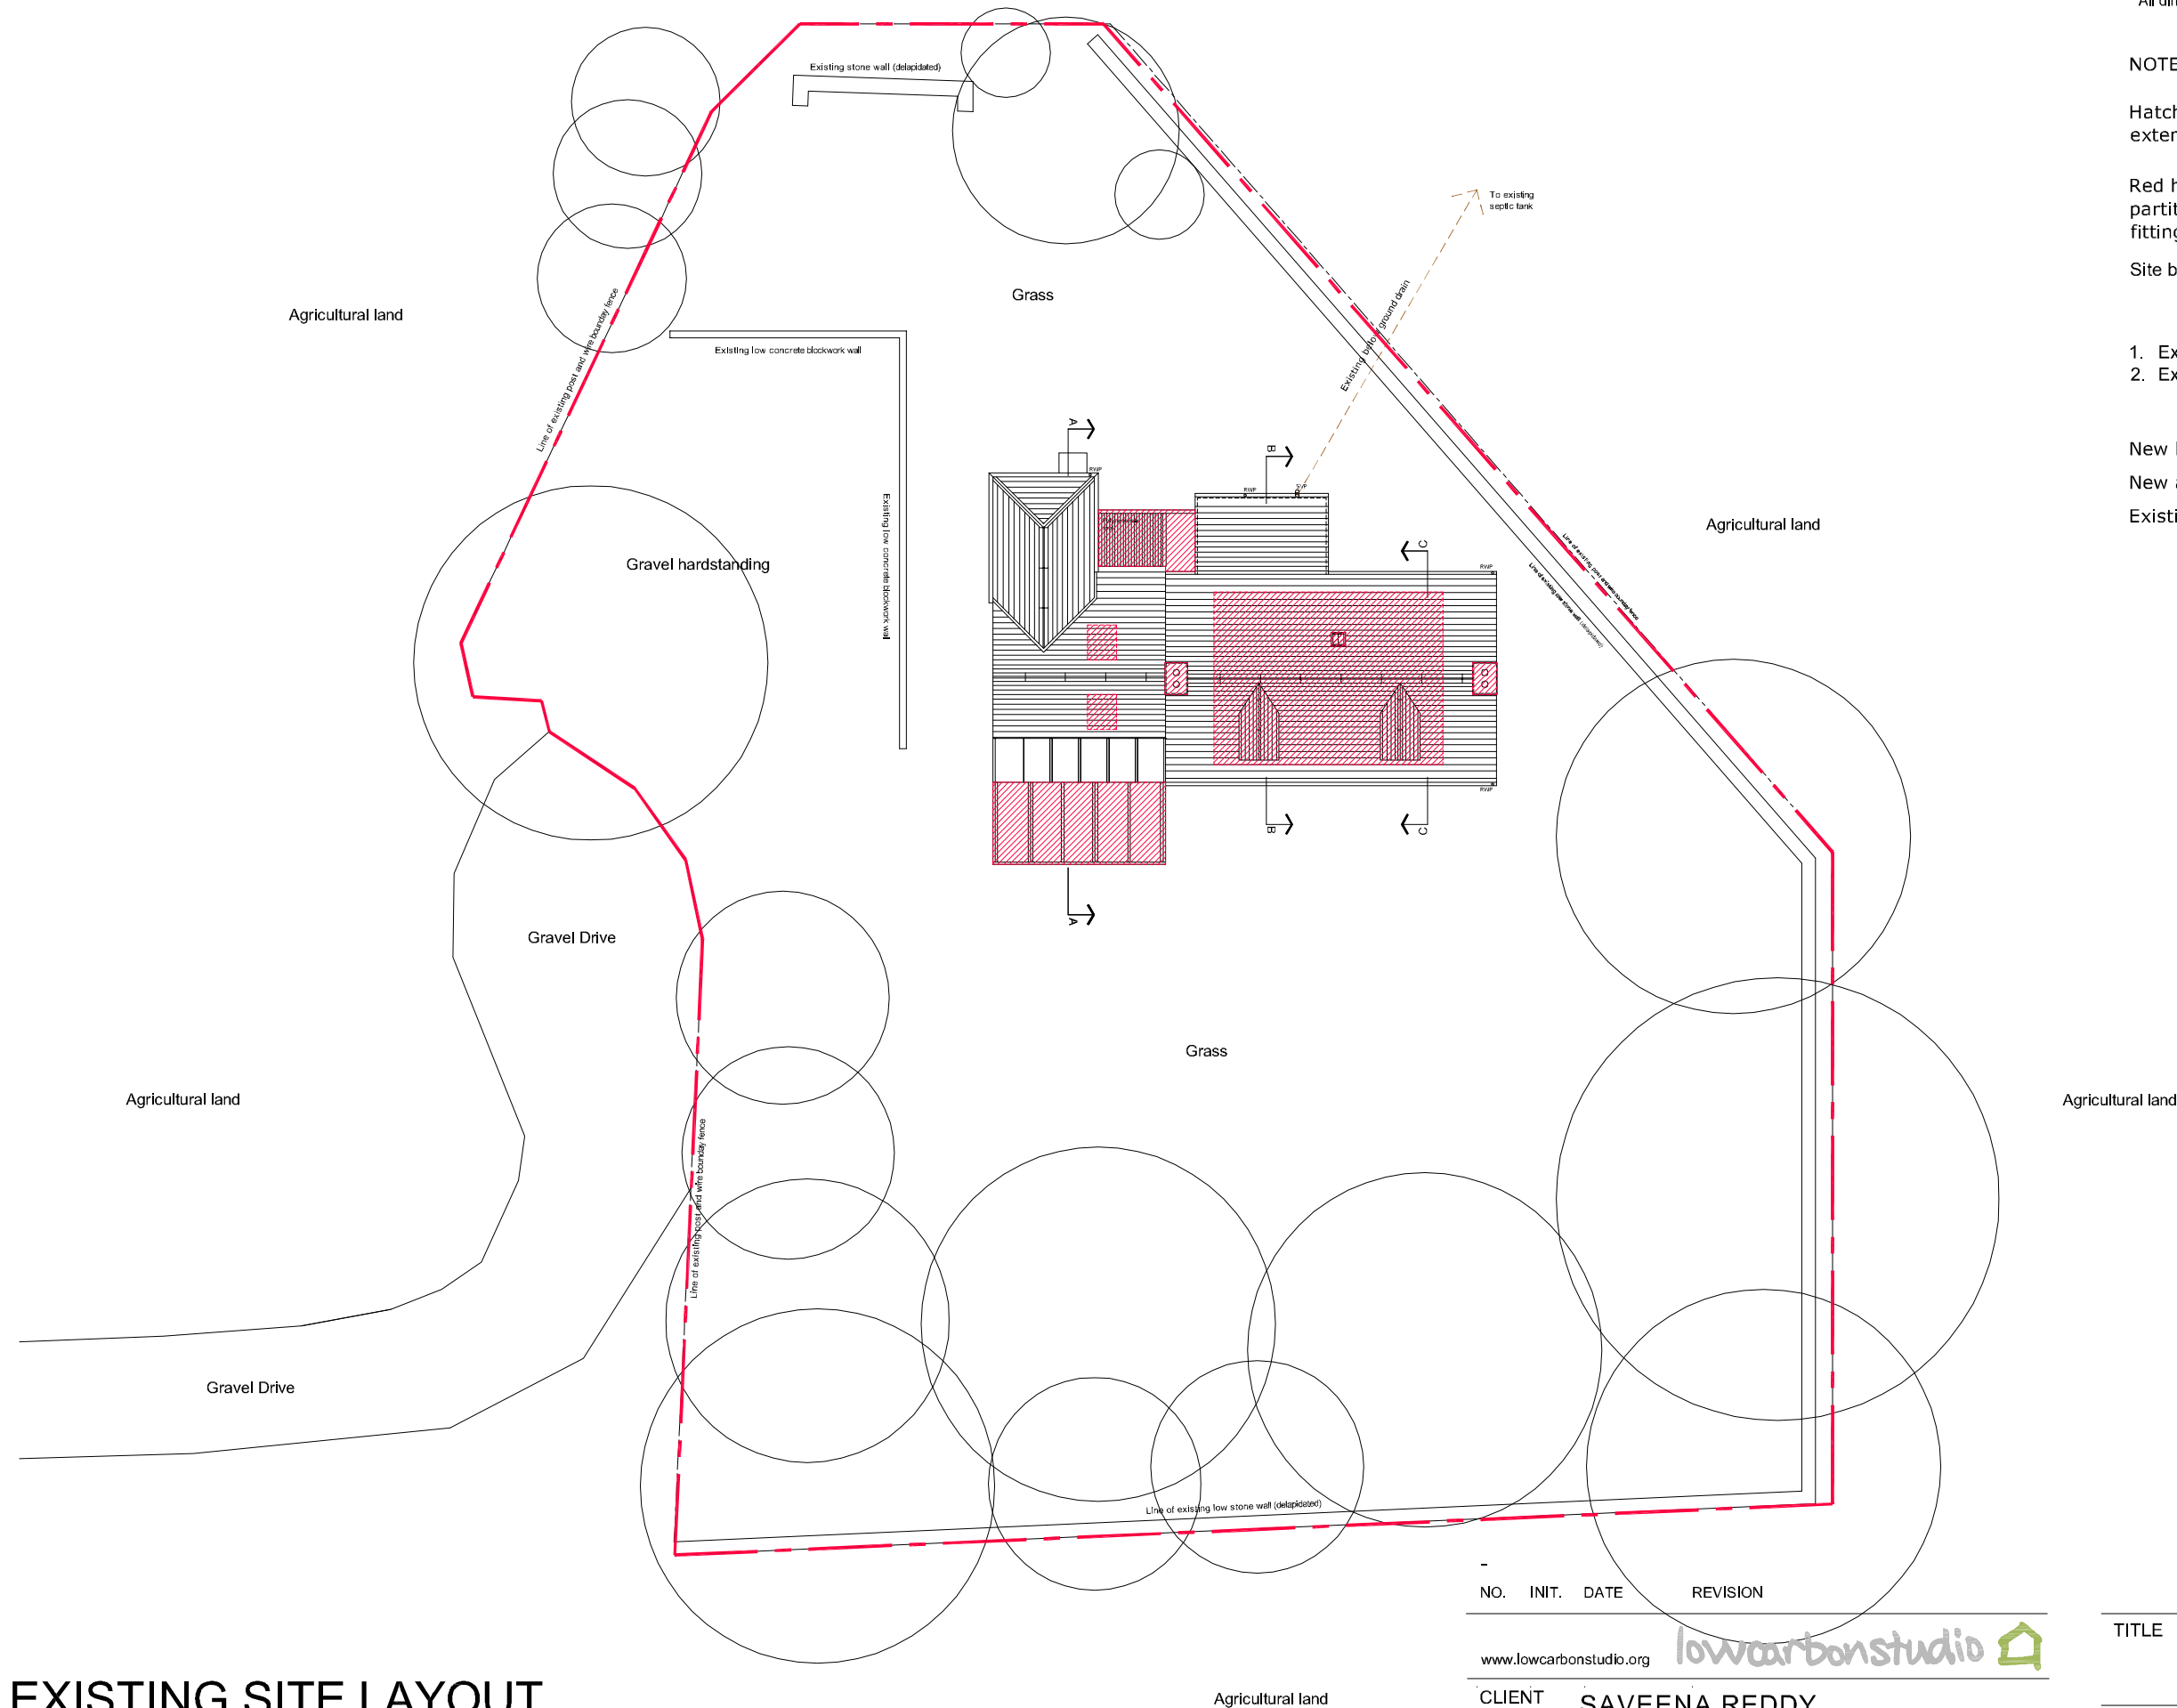 NOTE
Hatch
exter
Red h
partit
fitting
Site b
1. Ex
2. Ex
New
New a
Existi
Existing stone wall (delapidated)
To existing
septic tank
Grass
Agricultural land
Line of existing post and wire boundary fence
Existing low concrete blockwork wall
Existing below ground drain
A
B
RWP
RWP
SVP
Existing low concrete blockwork wall
Agricultural land
C
Line of existing post and wire boundary fence
Line of existing low stone wall (delapidated)
Gravel hardstanding
RWP
RWP
B
C
A
Gravel Drive
Grass
Agricultural land
Agricultural land
Line of existing post and wire boundary fence
Gravel Drive
Line of existing low stone wall (delapidated)
-
NO. INIT. DATE REVISION
www.lowcarbonstudio.org
lowcarbonstudio
TITLE
CLIENT SAVEENA REDDY
EXISTING SITE LAYOUT
Agricultural land